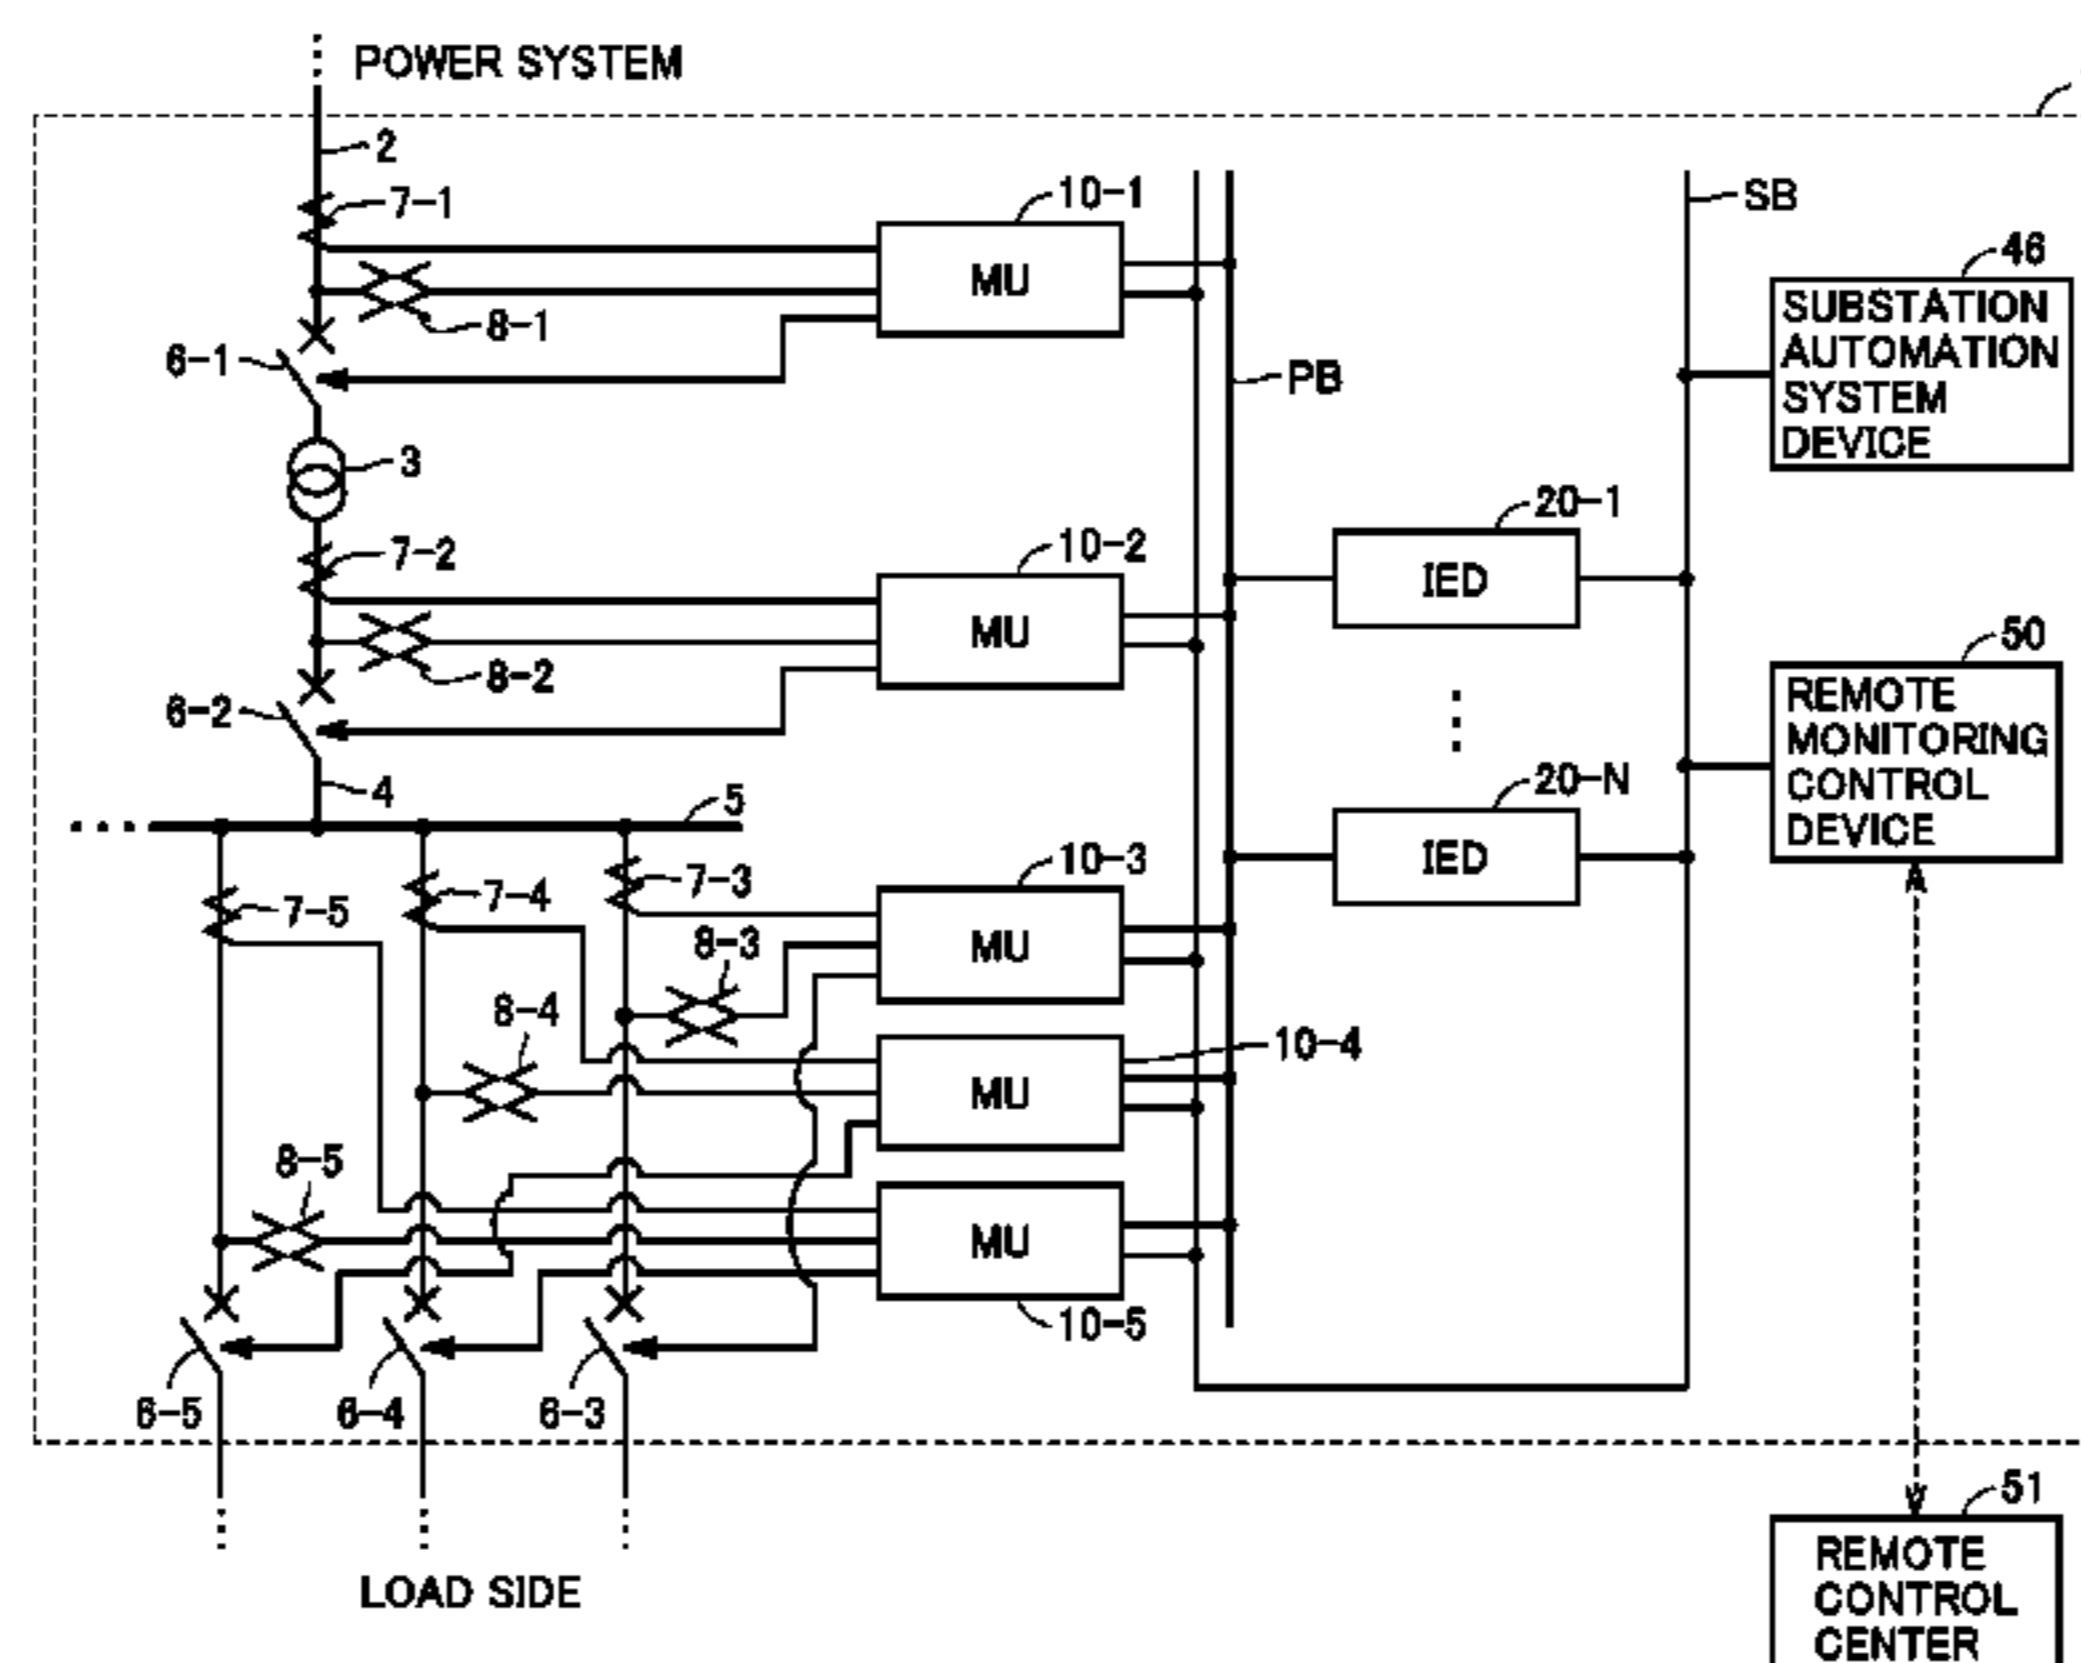 POWER SYSTEM
2
7-1
10-1
SB
46
MU
SUBSTATION
AUTOMATION
SYSTEM
DEVICE
8-1
6-1
PB
3
20-1
7-2
10-2
IED
MU
50
8-2
REMOTE
MONITORING
CONTROL
DEVICE
6-2
4
20-N
5
IED
10-3
7-3
7-4
7-5
8-3
MU
8-4
10-4
MU
8-5
MU
10-5
6-5
6-4
6-3
51
LOAD SIDE
REMOTE
CONTROL
CENTER